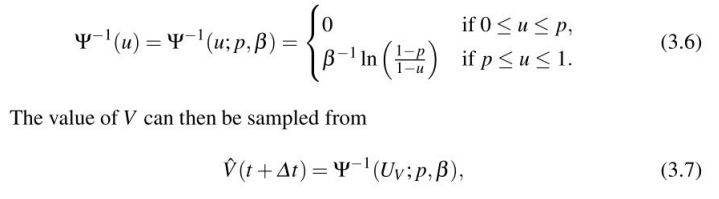 Ψ⁻¹(u) = Ψ⁻¹(u; p, β) = { 0 if 0 ≤ u ≤ p,
β⁻¹ ln((1−p)/(1−u)) if p ≤ u ≤ 1. (3.6)
The value of V can then be sampled from
V̂(t + Δt) = Ψ⁻¹(U_V; p, β), (3.7)